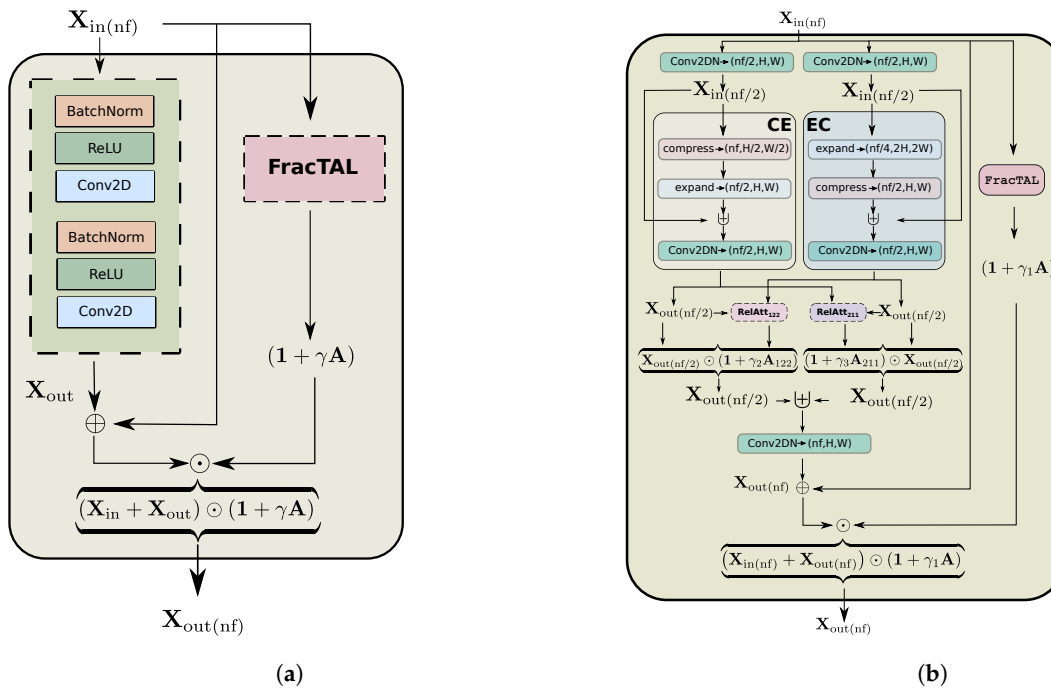 X_in(nf)
BatchNorm
ReLU
Conv2D
BatchNorm
ReLU
Conv2D
FracTAL
(1 + γA)
X_out
⊕
⊙
(X_in + X_out) ⊙ (1 + γA)
X_out(nf)
(a)
X_in(nf)
Conv2DN→(nf/2,H,W) Conv2DN→(nf/2,H,W)
X_in(nf/2) X_in(nf/2)
CE EC
compress→(nf,H/2,W/2) expand→(nf/4,2H,2W)
expand→(nf/2,H,W) compress→(nf/2,H,W)
⊎ ⊎
Conv2DN→(nf/2,H,W) Conv2DN→(nf/2,H,W)
FracTAL
(1 + γ₁A)
X_out(nf/2) RelAtt₁₂₂ RelAtt₂₁₁ X_out(nf/2)
X_out(nf/2) ⊙ (1 + γ₂A₁₂₂) (1 + γ₃A₂₁₁) ⊙ X_out(nf/2)
X_out(nf/2) ⊎ X_out(nf/2)
Conv2DN→(nf,H,W)
X_out(nf) ⊕
⊙
(X_in(nf) + X_out(nf)) ⊙ (1 + γ₁A)
X_out(nf)
(b)